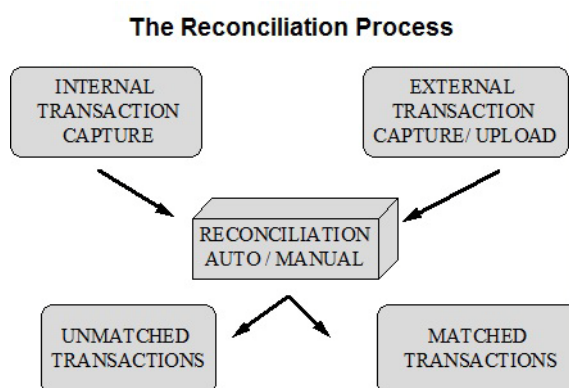 The Reconciliation Process
INTERNAL
TRANSACTION
CAPTURE
EXTERNAL
TRANSACTION
CAPTURE/ UPLOAD
RECONCILIATION
AUTO / MANUAL
UNMATCHED
TRANSACTIONS
MATCHED
TRANSACTIONS